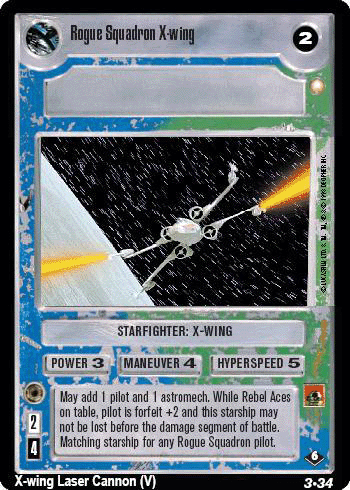 Rogue Squadron X-wing
2
STARFIGHTER: X-WING
POWER 3 MANEUVER 4 HYPERSPEED 5
May add 1 pilot and 1 astromech. While Rebel Aces
on table, pilot is forfeit +2 and this starship may
not be lost before the damage segment of battle.
Matching starship for any Rogue Squadron pilot.
2
4
6
X-wing Laser Cannon (V)
3•34